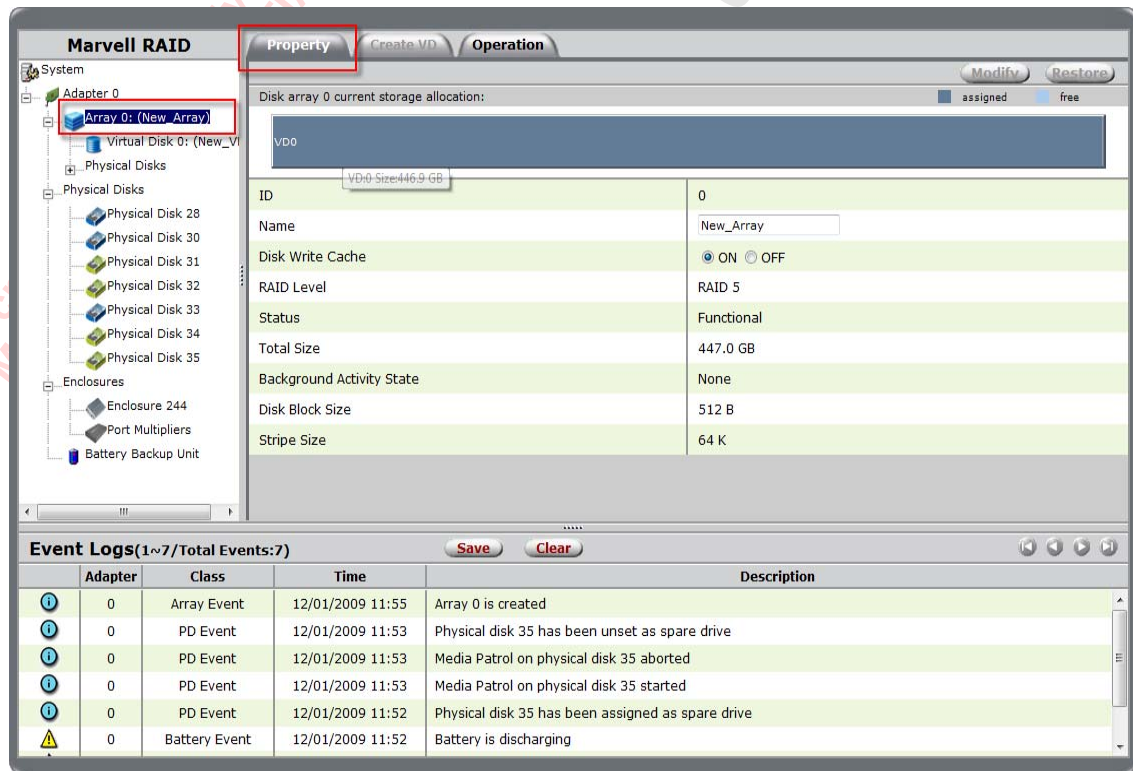 Marvell RAID
Property
Create VD
Operation
System
Adapter 0
Array 0: (New_Array)
Virtual Disk 0: (New_V
Physical Disks
Physical Disks
Physical Disk 28
Physical Disk 30
Physical Disk 31
Physical Disk 32
Physical Disk 33
Physical Disk 34
Physical Disk 35
Enclosures
Enclosure 244
Port Multipliers
Battery Backup Unit
Modify
Restore
Disk array 0 current storage allocation:
assigned
free
VD0
VD:0 Size:446.9 GB
ID 0
Name New_Array
Disk Write Cache ON OFF
RAID Level RAID 5
Status Functional
Total Size 447.0 GB
Background Activity State None
Disk Block Size 512 B
Stripe Size 64 K
Event Logs(1~7/Total Events:7)
Save
Clear
Adapter Class Time Description
0 Array Event 12/01/2009 11:55 Array 0 is created
0 PD Event 12/01/2009 11:53 Physical disk 35 has been unset as spare drive
0 PD Event 12/01/2009 11:53 Media Patrol on physical disk 35 aborted
0 PD Event 12/01/2009 11:53 Media Patrol on physical disk 35 started
0 PD Event 12/01/2009 11:52 Physical disk 35 has been assigned as spare drive
0 Battery Event 12/01/2009 11:52 Battery is discharging